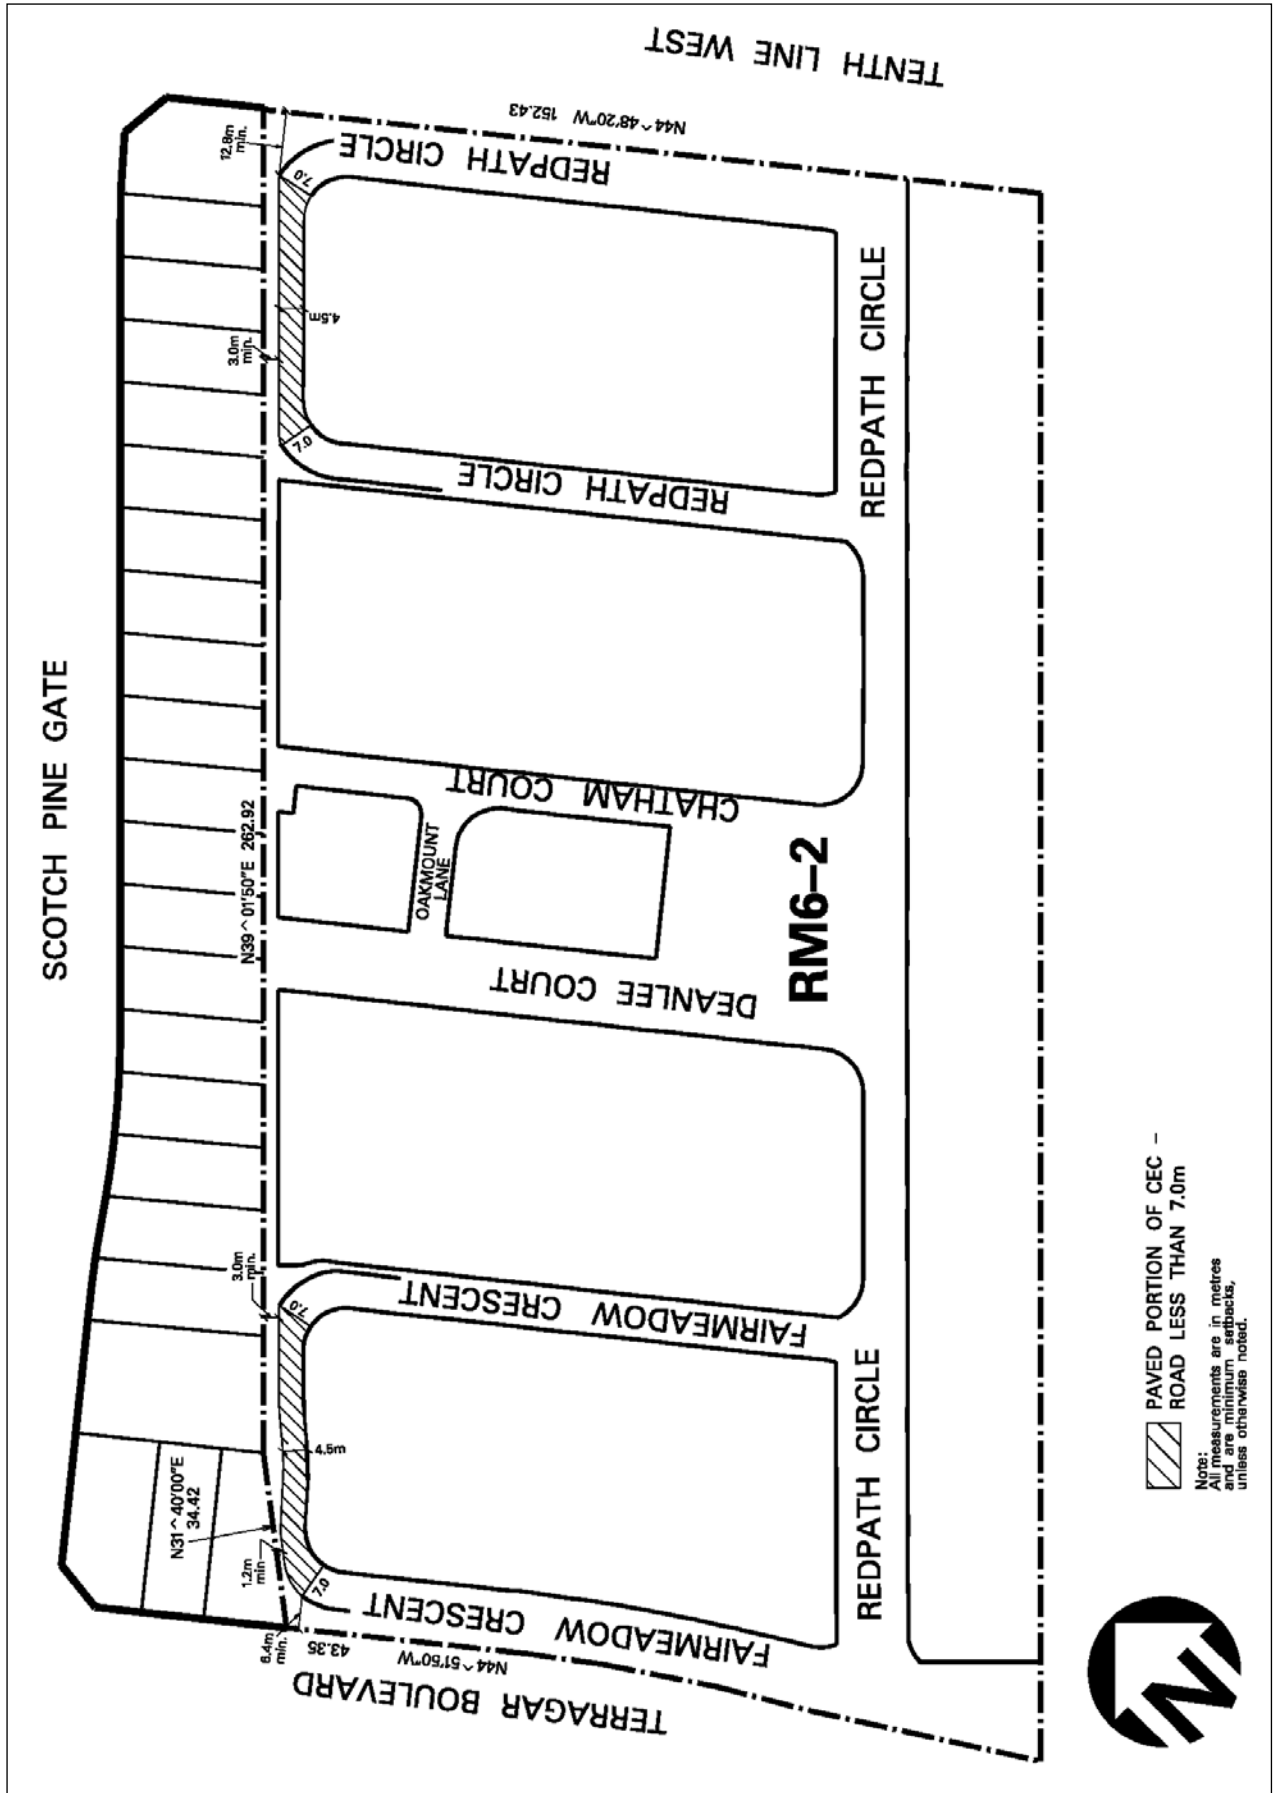 TENTH LINE WEST
N44^48'20"W 152.43
12.8m
min.
REDPATH CIRCLE
7.0
4.5m
3.0m
min.
7.0
REDPATH CIRCLE
REDPATH CIRCLE
SCOTCH PINE GATE
N39^01'50"E 262.92
CHATHAM COURT
OAKMOUNT
LANE
RM6-2
DEANLEE COURT
3.0m
min.
7.0
FAIRMEADOW CRESCENT
4.5m
N31^40'00"E
34.42
1.2m
min
7.0
6.4m
min.
43.35
N44^51'50"W
FAIRMEADOW CRESCENT
REDPATH CIRCLE
TERRAGAR BOULEVARD
PAVED PORTION OF CEC -
ROAD LESS THAN 7.0m
Note:
All measurements are in metres
and are minimum setbacks,
unless otherwise noted.
N